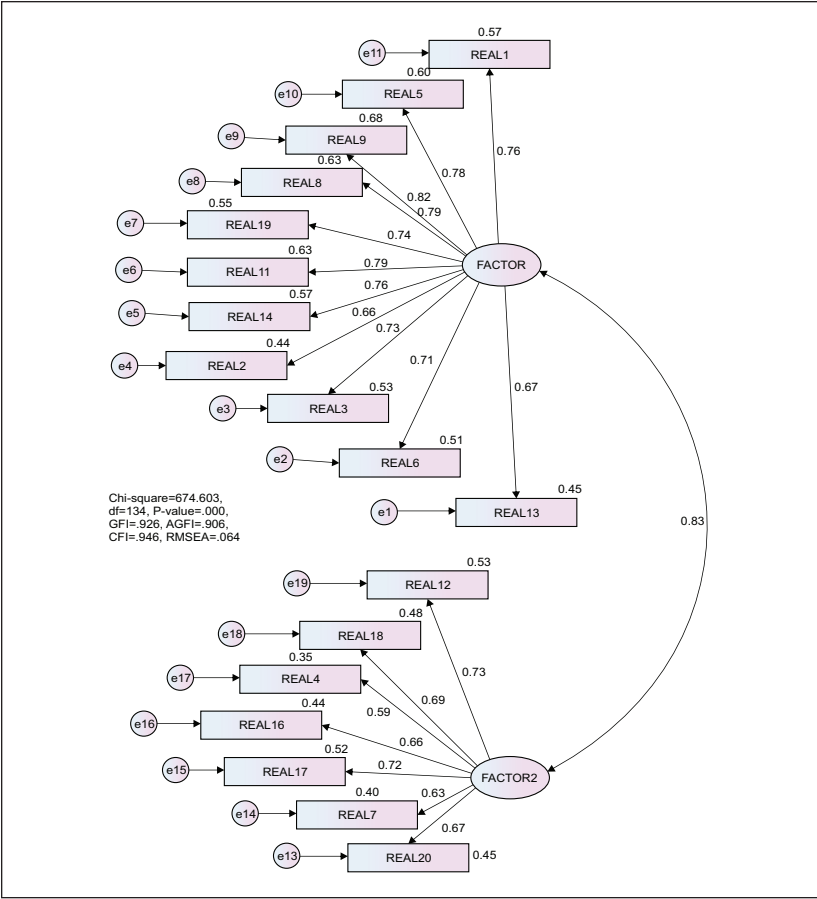 0.57
e11
REAL1
0.60
e10
REAL5
0.76
0.68
e9
REAL9
0.78
0.63
e8
REAL8
0.82
0.79
0.55
e7
REAL19
0.74
0.63
e6
REAL11
0.79
FACTOR
0.57
e5
REAL14
0.76
0.66
0.44
e4
REAL2
0.73
0.53
e3
REAL3
0.71
0.67
0.51
e2
REAL6
0.45
e1
REAL13
Chi-square=674.603,
df=134, P-value=.000,
GFI=.926, AGFI=.906,
CFI=.946, RMSEA=.064
0.83
0.53
e19
REAL12
0.48
e18
REAL18
0.73
0.35
e17
REAL4
0.69
0.59
0.44
e16
REAL16
0.66
0.52
e15
REAL17
0.72
FACTOR2
0.40
e14
REAL7
0.63
0.67
e13
REAL20
0.45